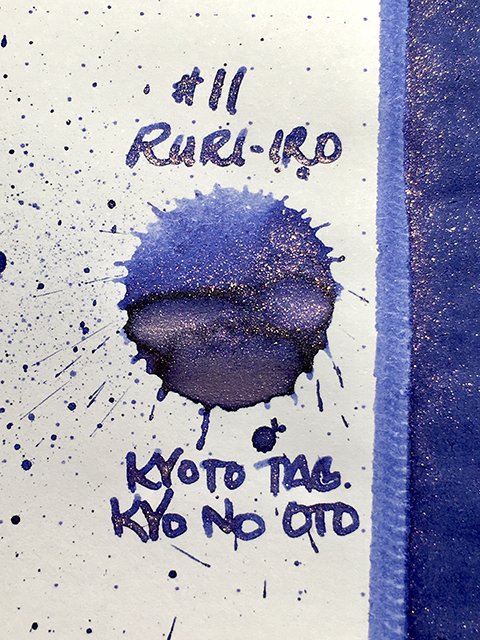 #11
RURI-IRO
KYOTO TAG.
KYO NO OTO